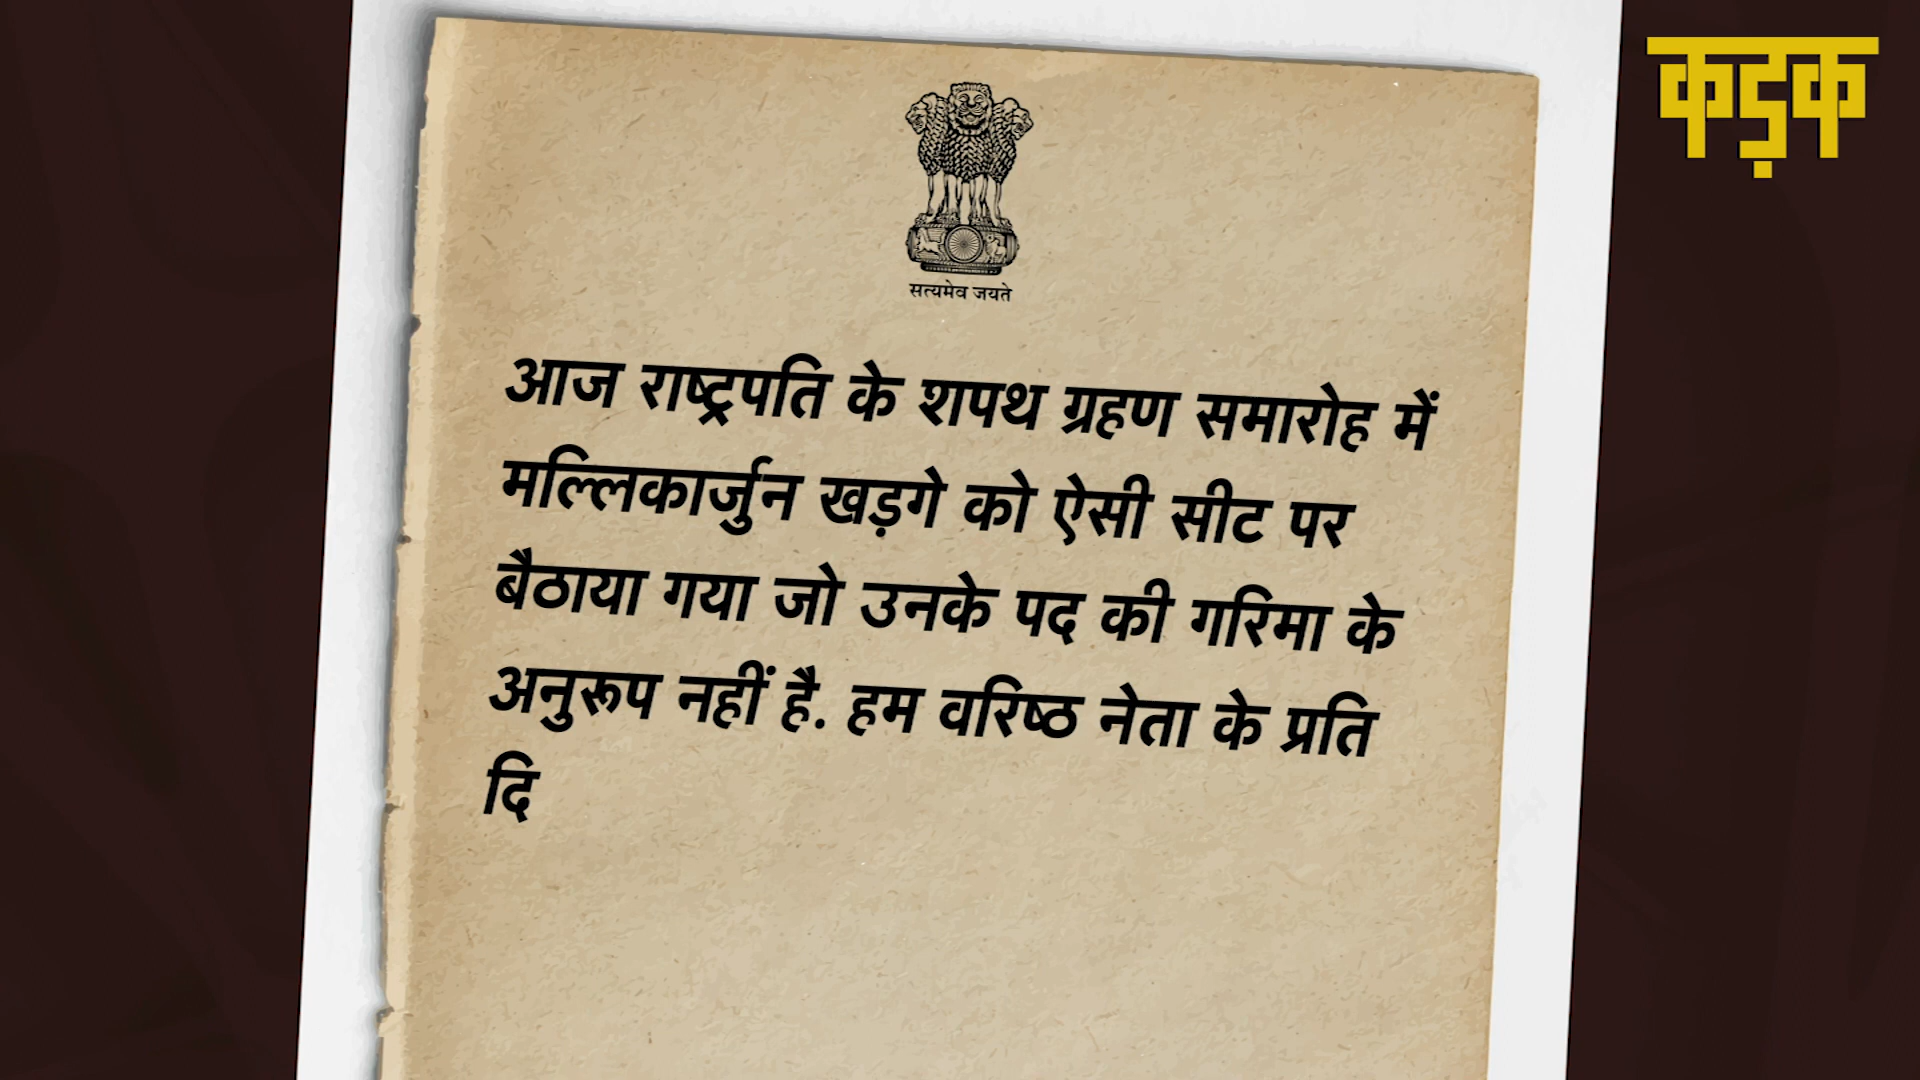 कड़क
सत्यमेव जयते
आज राष्ट्रपति के शपथ ग्रहण समारोह में
मल्लिकार्जुन खड़गे को ऐसी सीट पर
बैठाया गया जो उनके पद की गरिमा के
अनुरूप नहीं है. हम वरिष्ठ नेता के प्रति
दि